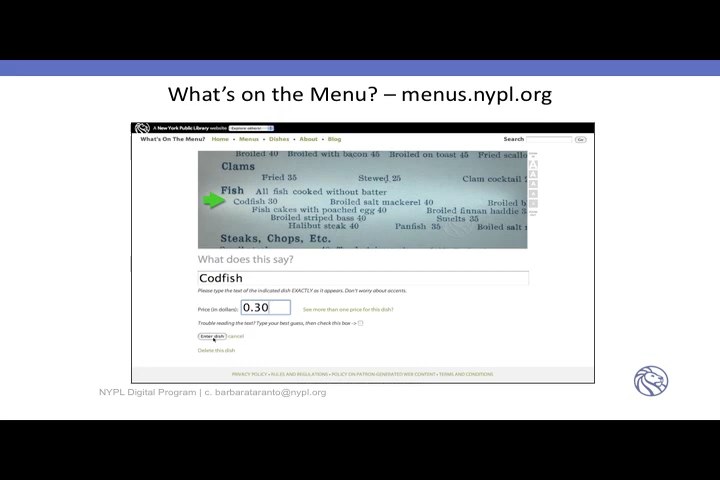 What's on the Menu? – menus.nypl.org
A New York Public Library website
What's On The Menu? Home • Menus • Dishes • About • Blog Search Go
Broiled 40 Broiled with bacon 45 Broiled on toast 45 Fried scallo
Clams
Fried 35 Stewed 25 Clam cocktail
Fish All fish cooked without batter
Codfish 30 Broiled salt mackerel 40 Broiled b
Fish cakes with poached egg 40 Broiled finnan haddie 3
Broiled striped bass 40 Smelts 35
Halibut steak 40 Panfish 35 Boiled salt
Steaks, Chops, Etc.
What does this say?
Codfish
Please type the text of the indicated dish EXACTLY as it appears. Don't worry about accents.
Price (in dollars): 0.30 See more than one price for this dish?
Trouble reading the text? Type your best guess, then check this box ->
Enter dish cancel
Delete this dish
PRIVACY POLICY • RULES AND REGULATIONS • POLICY ON PATRON-GENERATED WEB CONTENT • TERMS AND CONDITIONS
NYPL Digital Program | c. barbarataranto@nypl.org